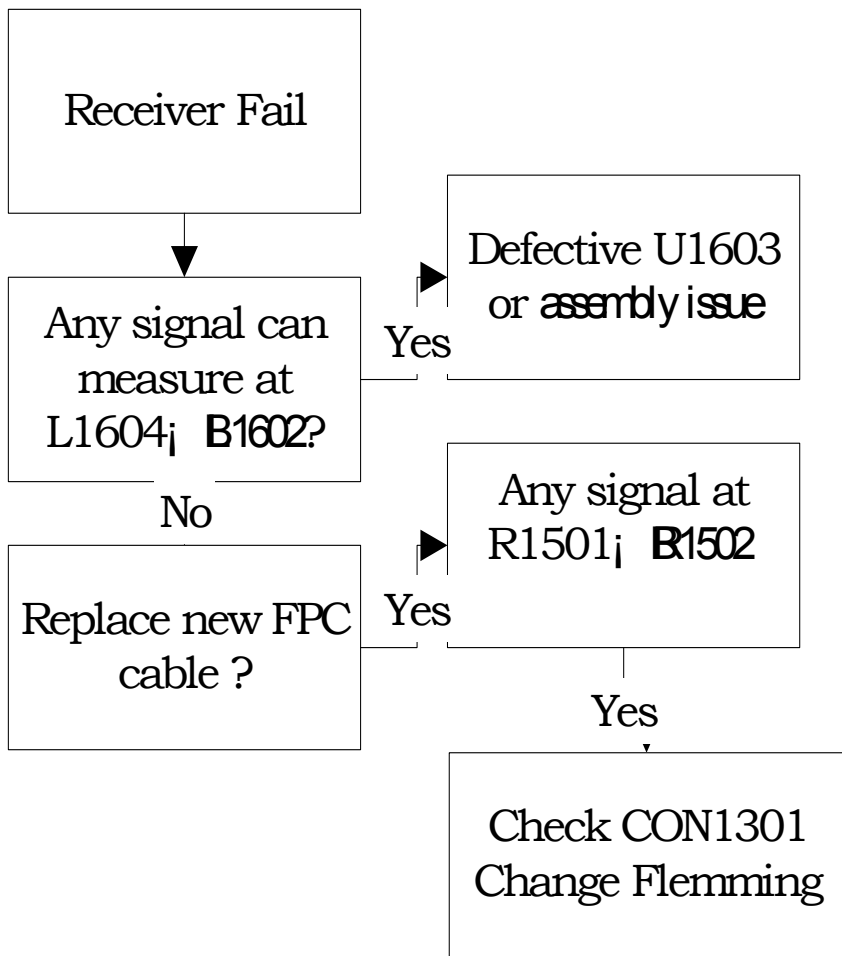 Receiver Fail
Defective U1603
or assembly issue
Any signal can
measure at
L1604¡ B1602?
Yes
No
Any signal at
R1501¡ R1502
Replace new FPC
cable ?
Yes
Yes
Check CON1301
Change Flemming